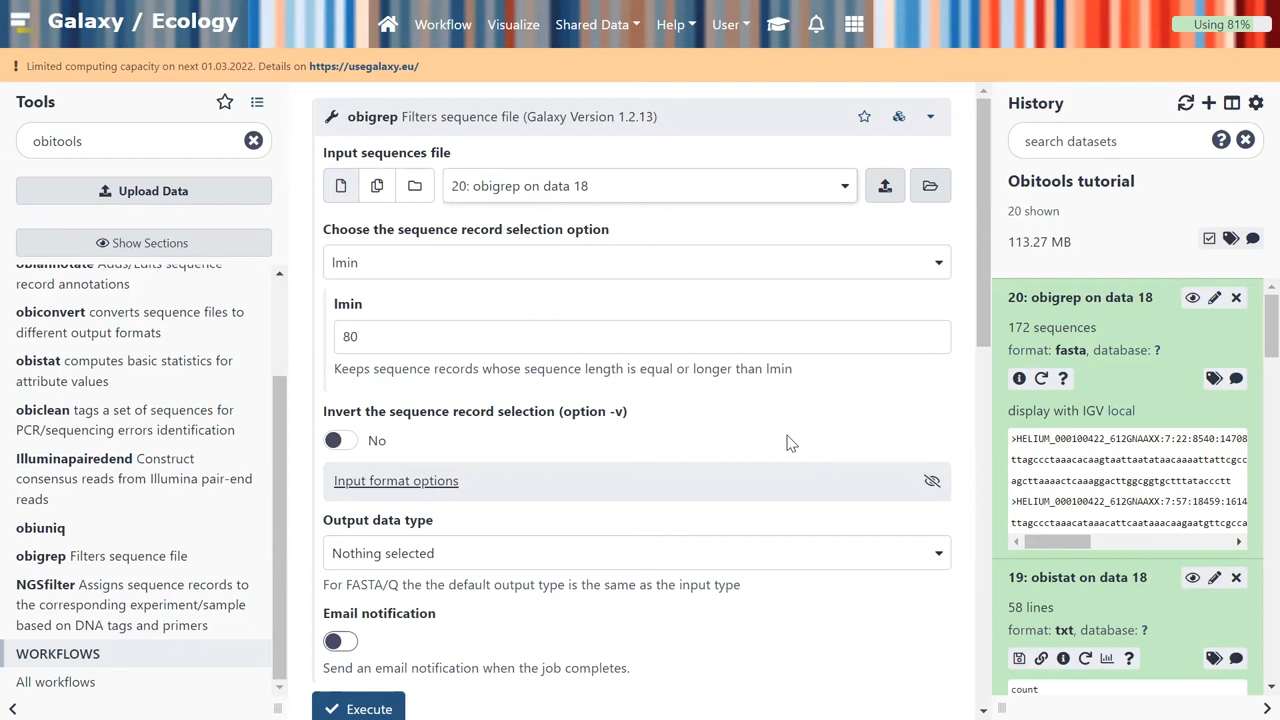 Galaxy / Ecology
Workflow
Visualize
Shared Data
Help
User
Using 81%
! Limited computing capacity on next 01.03.2022. Details on https://usegalaxy.eu/
Tools
obitools
Upload Data
Show Sections
obiannotate Adds/Edits sequence
record annotations
obiconvert converts sequence files to
different output formats
obistat computes basic statistics for
attribute values
obiclean tags a set of sequences for
PCR/sequencing errors identification
Illuminapairedend Construct
consensus reads from Illumina pair-end
reads
obiuniq
obigrep Filters sequence file
NGSfilter Assigns sequence records to
the corresponding experiment/sample
based on DNA tags and primers
WORKFLOWS
All workflows
obigrep Filters sequence file (Galaxy Version 1.2.13)
Input sequences file
20: obigrep on data 18
Choose the sequence record selection option
lmin
lmin
80
Keeps sequence records whose sequence length is equal or longer than lmin
Invert the sequence record selection (option -v)
No
Input format options
Output data type
Nothing selected
For FASTA/Q the the default output type is the same as the input type
Email notification
Send an email notification when the job completes.
Execute
History
search datasets
Obitools tutorial
20 shown
113.27 MB
20: obigrep on data 18
172 sequences
format: fasta, database: ?
display with IGV local
>HELIUM_000100422_612GNAAXX:7:22:8540:14708
ttagccctaaacacaagtaattaatataacaaaattattcgcc
agcttaaaactcaaaggacttggcggtgctttataccctt
>HELIUM_000100422_612GNAAXX:7:57:18459:1614
ttagccctaaacataaacattcaataaacaagaatgttcgcca
19: obistat on data 18
58 lines
format: txt, database: ?
count